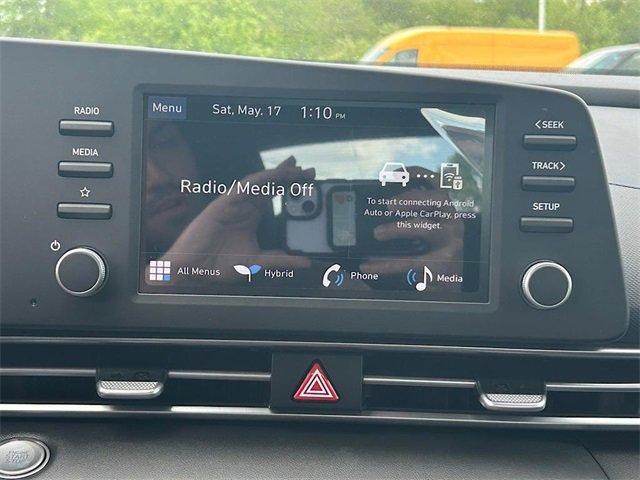 RADIO
MEDIA
Menu
Sat, May. 17
1:10 PM
Radio/Media Off
To start connecting Android
Auto or Apple CarPlay, press
this widget.
All Menus
Hybrid
Phone
Media
SEEK
TRACK
SETUP
START